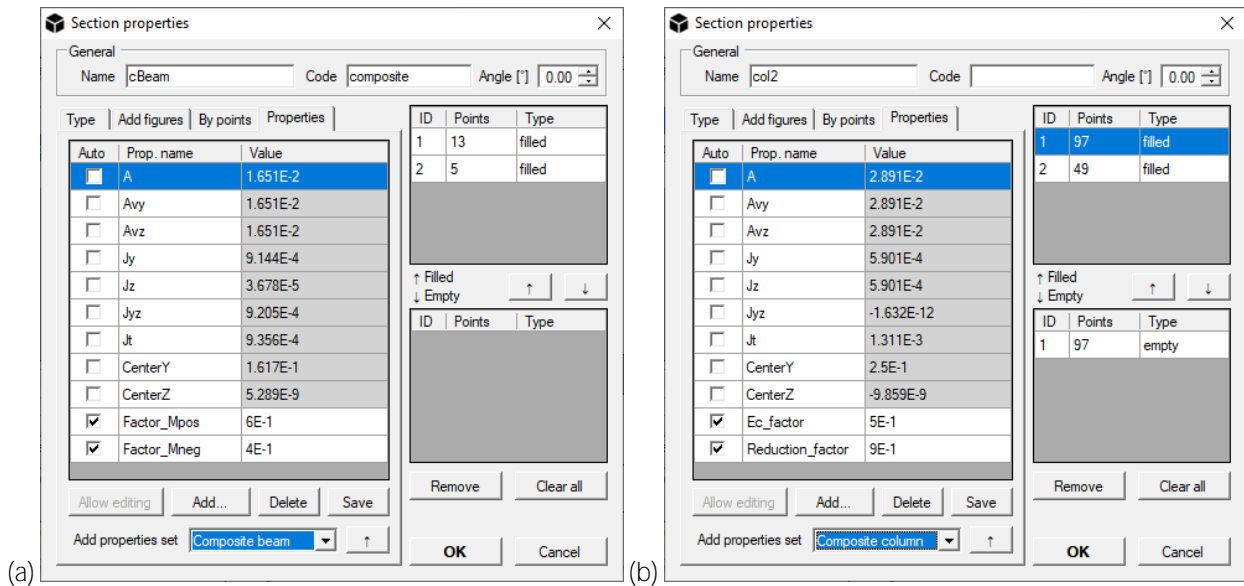 Section properties
General
Name cBeam Code composite Angle [°] 0.00
Type Add figures By points Properties
Auto Prop. name Value
A 1.651E-2
Avy 1.651E-2
Avz 1.651E-2
Jy 9.144E-4
Jz 3.678E-5
Jyz 9.205E-4
Jt 9.356E-4
CenterY 1.617E-1
CenterZ 5.289E-9
Factor_Mpos 6E-1
Factor_Mneg 4E-1
Allow editing Add... Delete Save
Add properties set Composite beam ↑
ID Points Type
1 13 filled
2 5 filled
↑ Filled
↓ Empty
↑ ↓
ID Points Type
Remove Clear all
OK Cancel
(a)
Section properties
General
Name col2 Code Angle [°] 0.00
Type Add figures By points Properties
Auto Prop. name Value
A 2.891E-2
Avy 2.891E-2
Avz 2.891E-2
Jy 5.901E-4
Jz 5.901E-4
Jyz -1.632E-12
Jt 1.311E-3
CenterY 2.5E-1
CenterZ -9.859E-9
Ec_factor 5E-1
Reduction_factor 9E-1
Allow editing Add... Delete Save
Add properties set Composite column ↑
ID Points Type
1 97 filled
2 49 filled
↑ Filled
↓ Empty
↑ ↓
ID Points Type
1 97 empty
Remove Clear all
OK Cancel
(b)